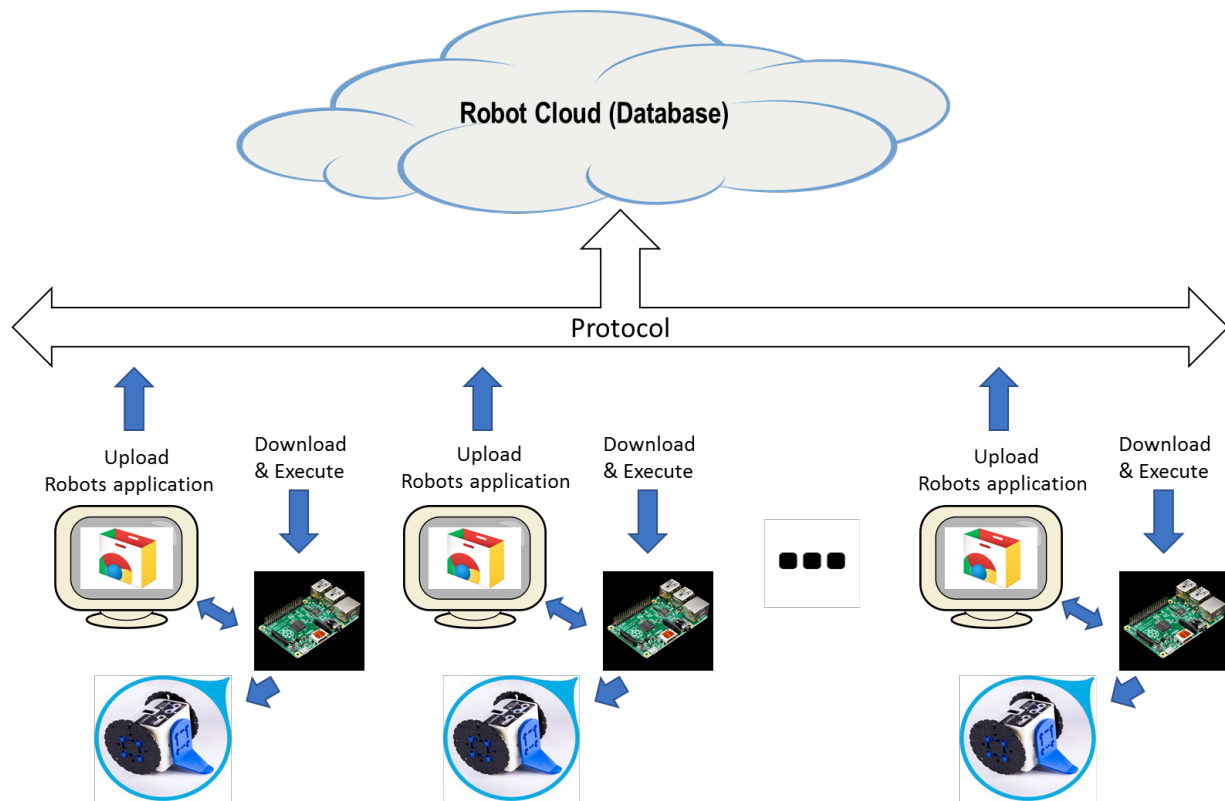 Robot Cloud (Database)
Protocol
Upload
Robots application
Download
& Execute
Upload
Robots application
Download
& Execute
Upload
Robots application
Download
& Execute